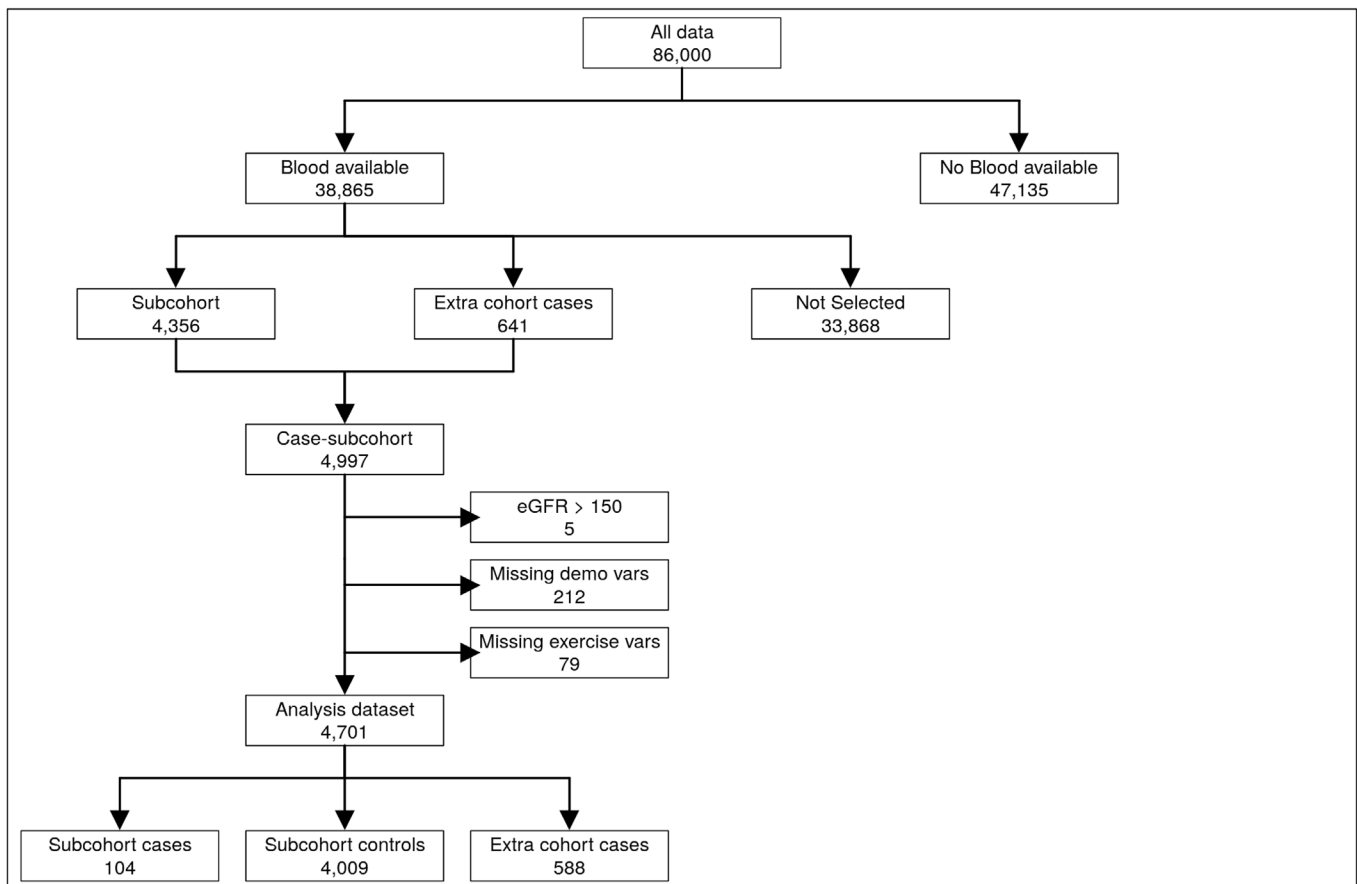 All data
86,000
Blood available
38,865
No Blood available
47,135
Subcohort
4,356
Extra cohort cases
641
Not Selected
33,868
Case-subcohort
4,997
eGFR > 150
5
Missing demo vars
212
Missing exercise vars
79
Analysis dataset
4,701
Subcohort cases
104
Subcohort controls
4,009
Extra cohort cases
588